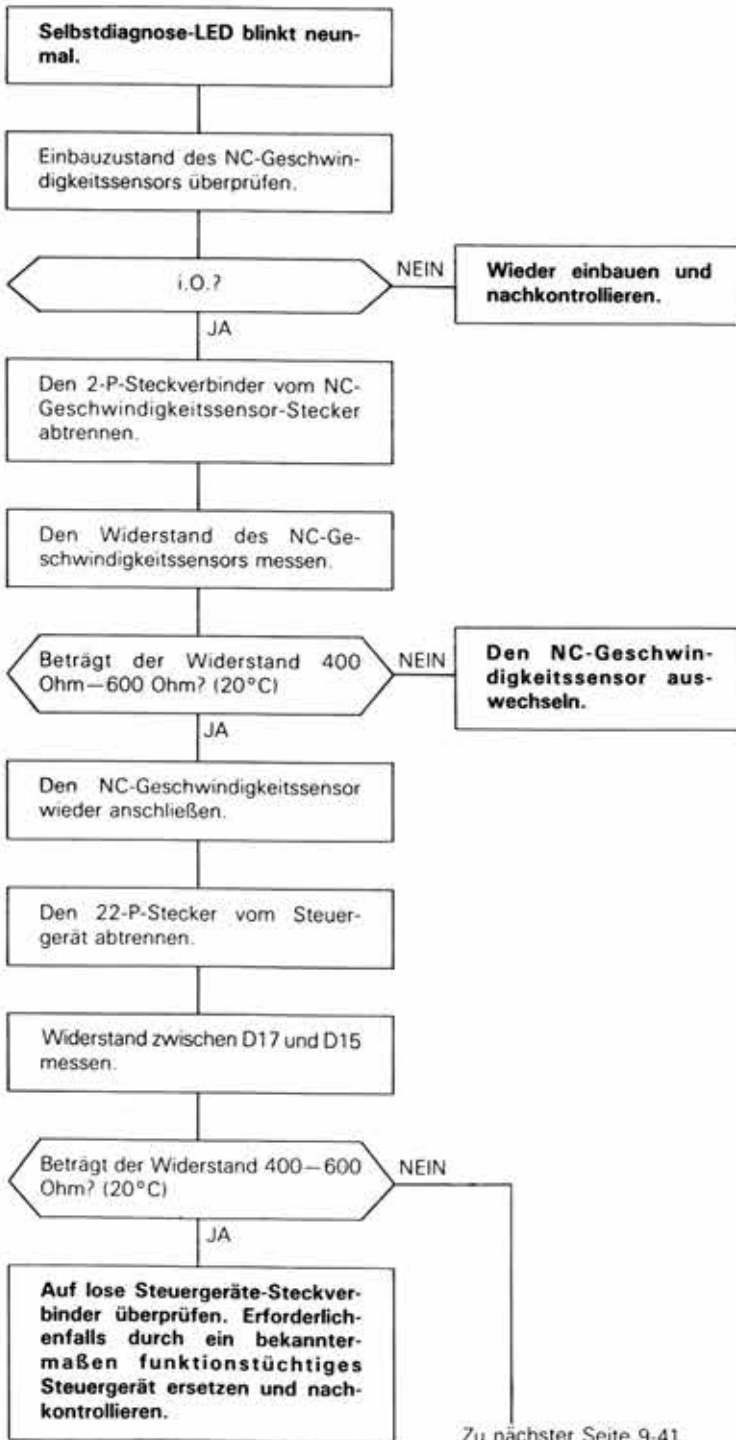 Selbstdiagnose-LED blinkt neun-
mal.
Einbauzustand des NC-Geschwin-
digkeitssensors überprüfen.
i.O.?
NEIN
Wieder einbauen und
nachkontrollieren.
JA
Den 2-P-Steckverbinder vom NC-
Geschwindigkeitssensor-Stecker
abtrennen.
Den Widerstand des NC-Ge-
schwindigkeitssensors messen.
Beträgt der Widerstand 400
Ohm—600 Ohm? (20°C)
NEIN
Den NC-Geschwin-
digkeitssensor aus-
wechseln.
JA
Den NC-Geschwindigkeitssensor
wieder anschließen.
Den 22-P-Stecker vom Steuer-
gerät abtrennen.
Widerstand zwischen D17 und D15
messen.
Beträgt der Widerstand 400—600
Ohm? (20°C)
NEIN
JA
Auf lose Steuergeräte-Steckver-
binder überprüfen. Erforderlich-
enfalls durch ein bekannter-
maßen funktionstüchtiges
Steuergerät ersetzen und nach-
kontrollieren.
Zu nächster Seite 9-41